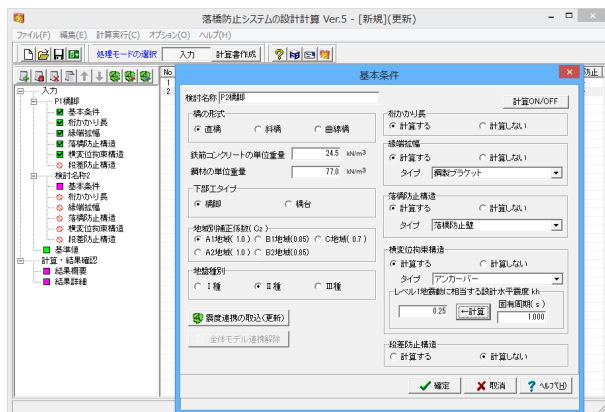 落橋防止システムの設計計算 Ver.5 - [新規](更新)
ファイル(F) 編集(E) 計算実行(C) オプション(O) ヘルプ(H)
処理モードの選択 入力 計算書作成
No
1
2
防止
入力
P1橋脚
基本条件
桁かかり長
縁端拡幅
落橋防止構造
横変位拘束構造
段差防止構造
検討名称2
基本条件
桁かかり長
縁端拡幅
落橋防止構造
横変位拘束構造
段差防止構造
基準値
計算・結果確認
結果概要
結果詳細
基本条件
検討名称 P2橋脚
計算ON/OFF
橋の形式
直橋 斜橋 曲線橋
鉄筋コンクリートの単位重量 24.5 kN/m3
鋼材の単位重量 77.0 kN/m3
下部工タイプ
橋脚 橋台
地域別補正係数( Cz )
A1地域( 1.0 ) B1地域(0.85) C地域( 0.7 )
A2地域( 1.0 ) B2地域(0.85)
地盤種別
Ⅰ種 Ⅱ種 Ⅲ種
震度連携の取込(更新)
全体モデル連携解除
桁かかり長
計算する 計算しない
縁端拡幅
計算する 計算しない
タイプ 鋼製ブラケット
落橋防止構造
計算する 計算しない
タイプ 落橋防止壁
横変位拘束構造
計算する 計算しない
タイプ アンカーバー
レベル1地震動に相当する設計水平震度 kh
固有周期( s )
0.25 ←計算 1.000
段差防止構造
計算する 計算しない
確定 取消 ヘルプ(H)